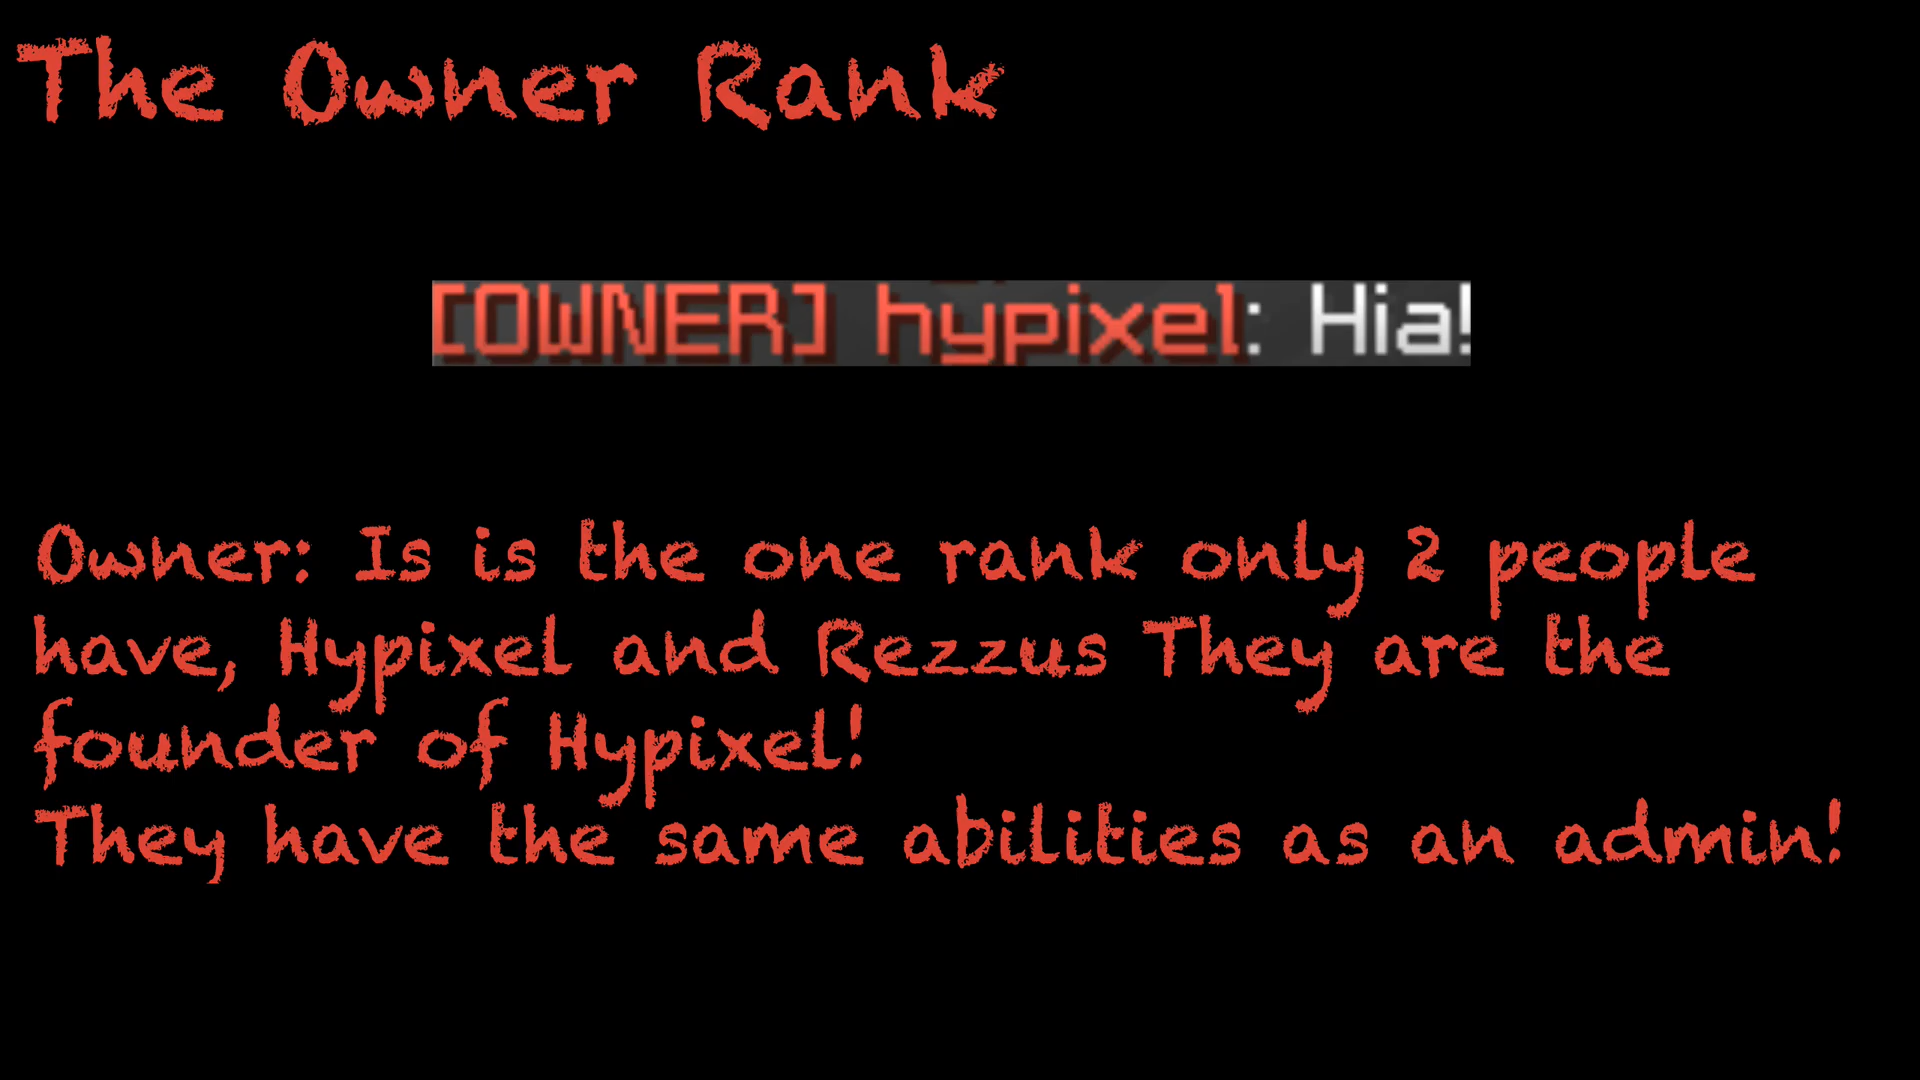 The Owner Rank
[OWNER] hypixel: Hia!
Owner: Is is the one rank only 2 people
have, Hypixel and Rezzus They are the
founder of Hypixel!
They have the same abilities as an admin!